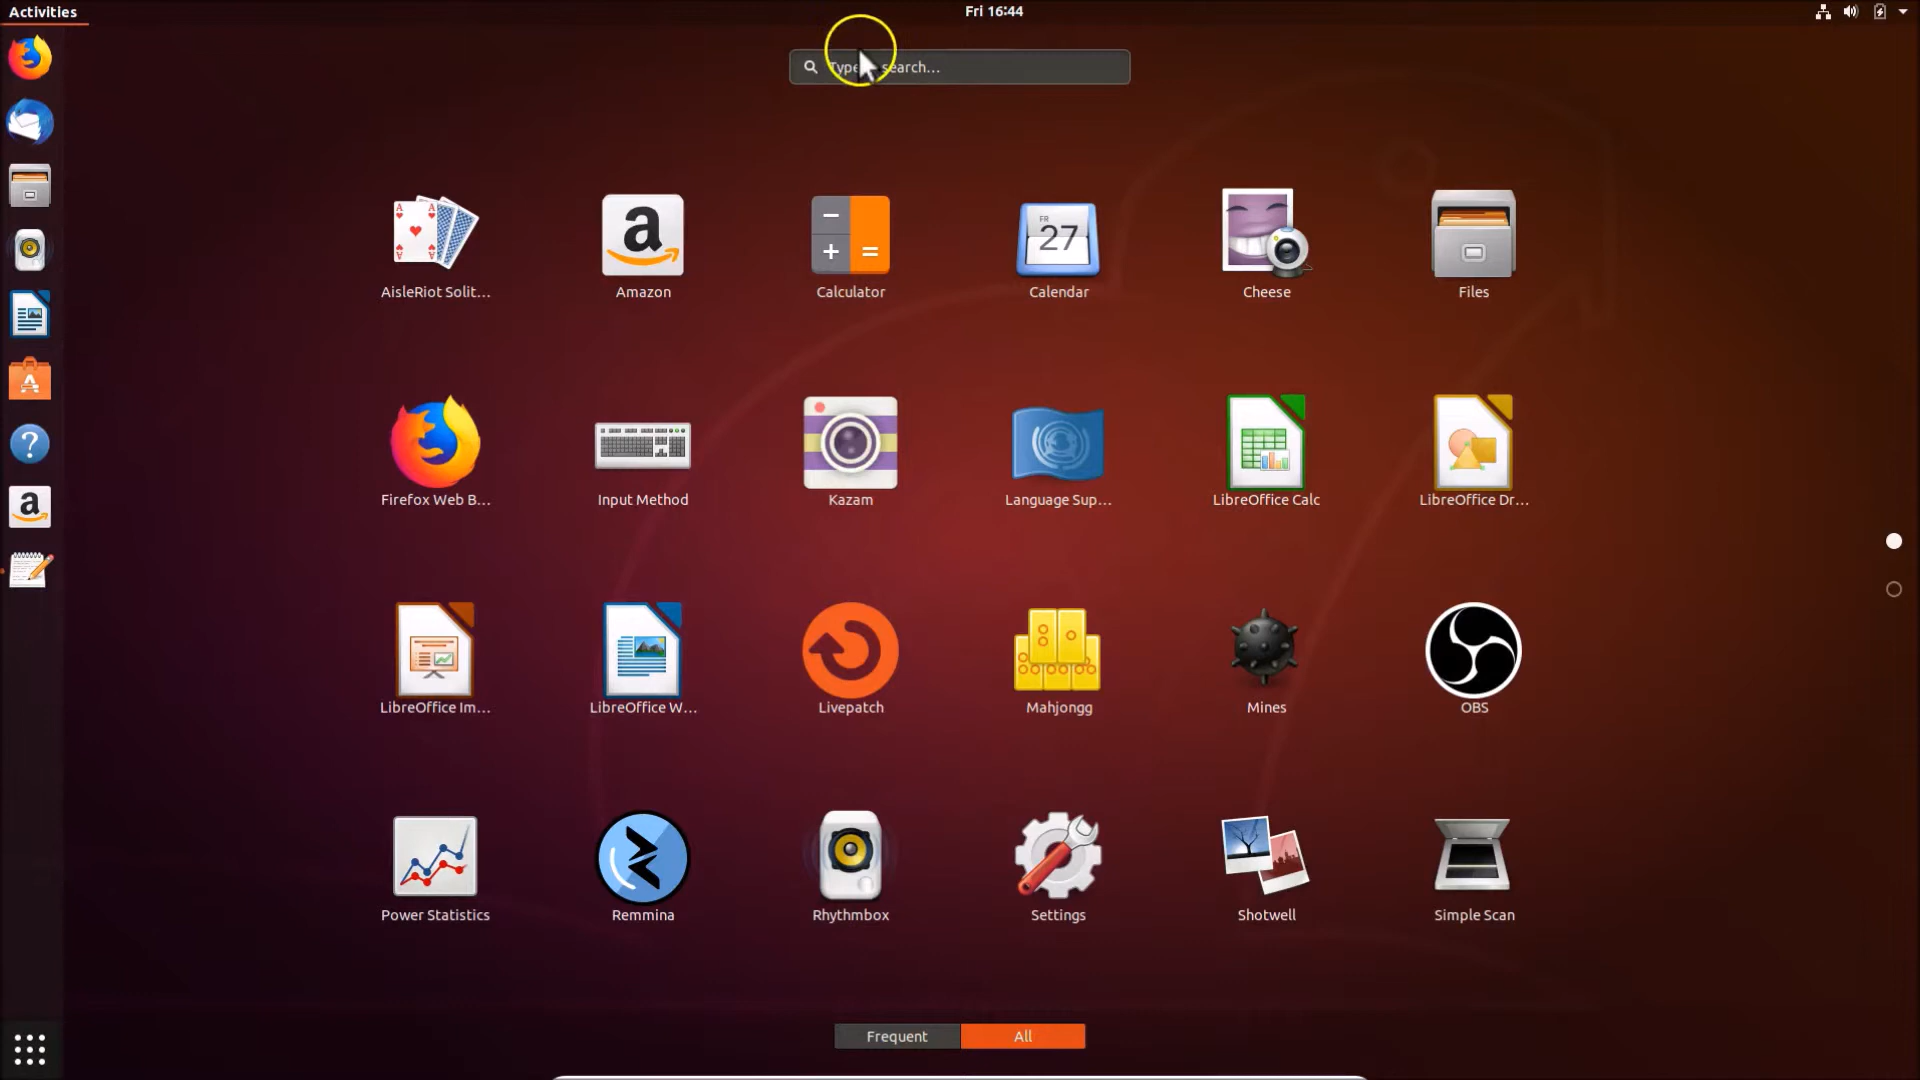 Activities
Fri 16:44
Type search...
AisleRiot Solit...
Amazon
Calculator
FR
27
Calendar
Cheese
Files
Firefox Web B...
Input Method
Kazam
Language Sup...
LibreOffice Calc
LibreOffice Dr...
LibreOffice Im...
LibreOffice W...
Livepatch
Mahjongg
Mines
OBS
Power Statistics
Remmina
Rhythmbox
Settings
Shotwell
Simple Scan
Frequent
All